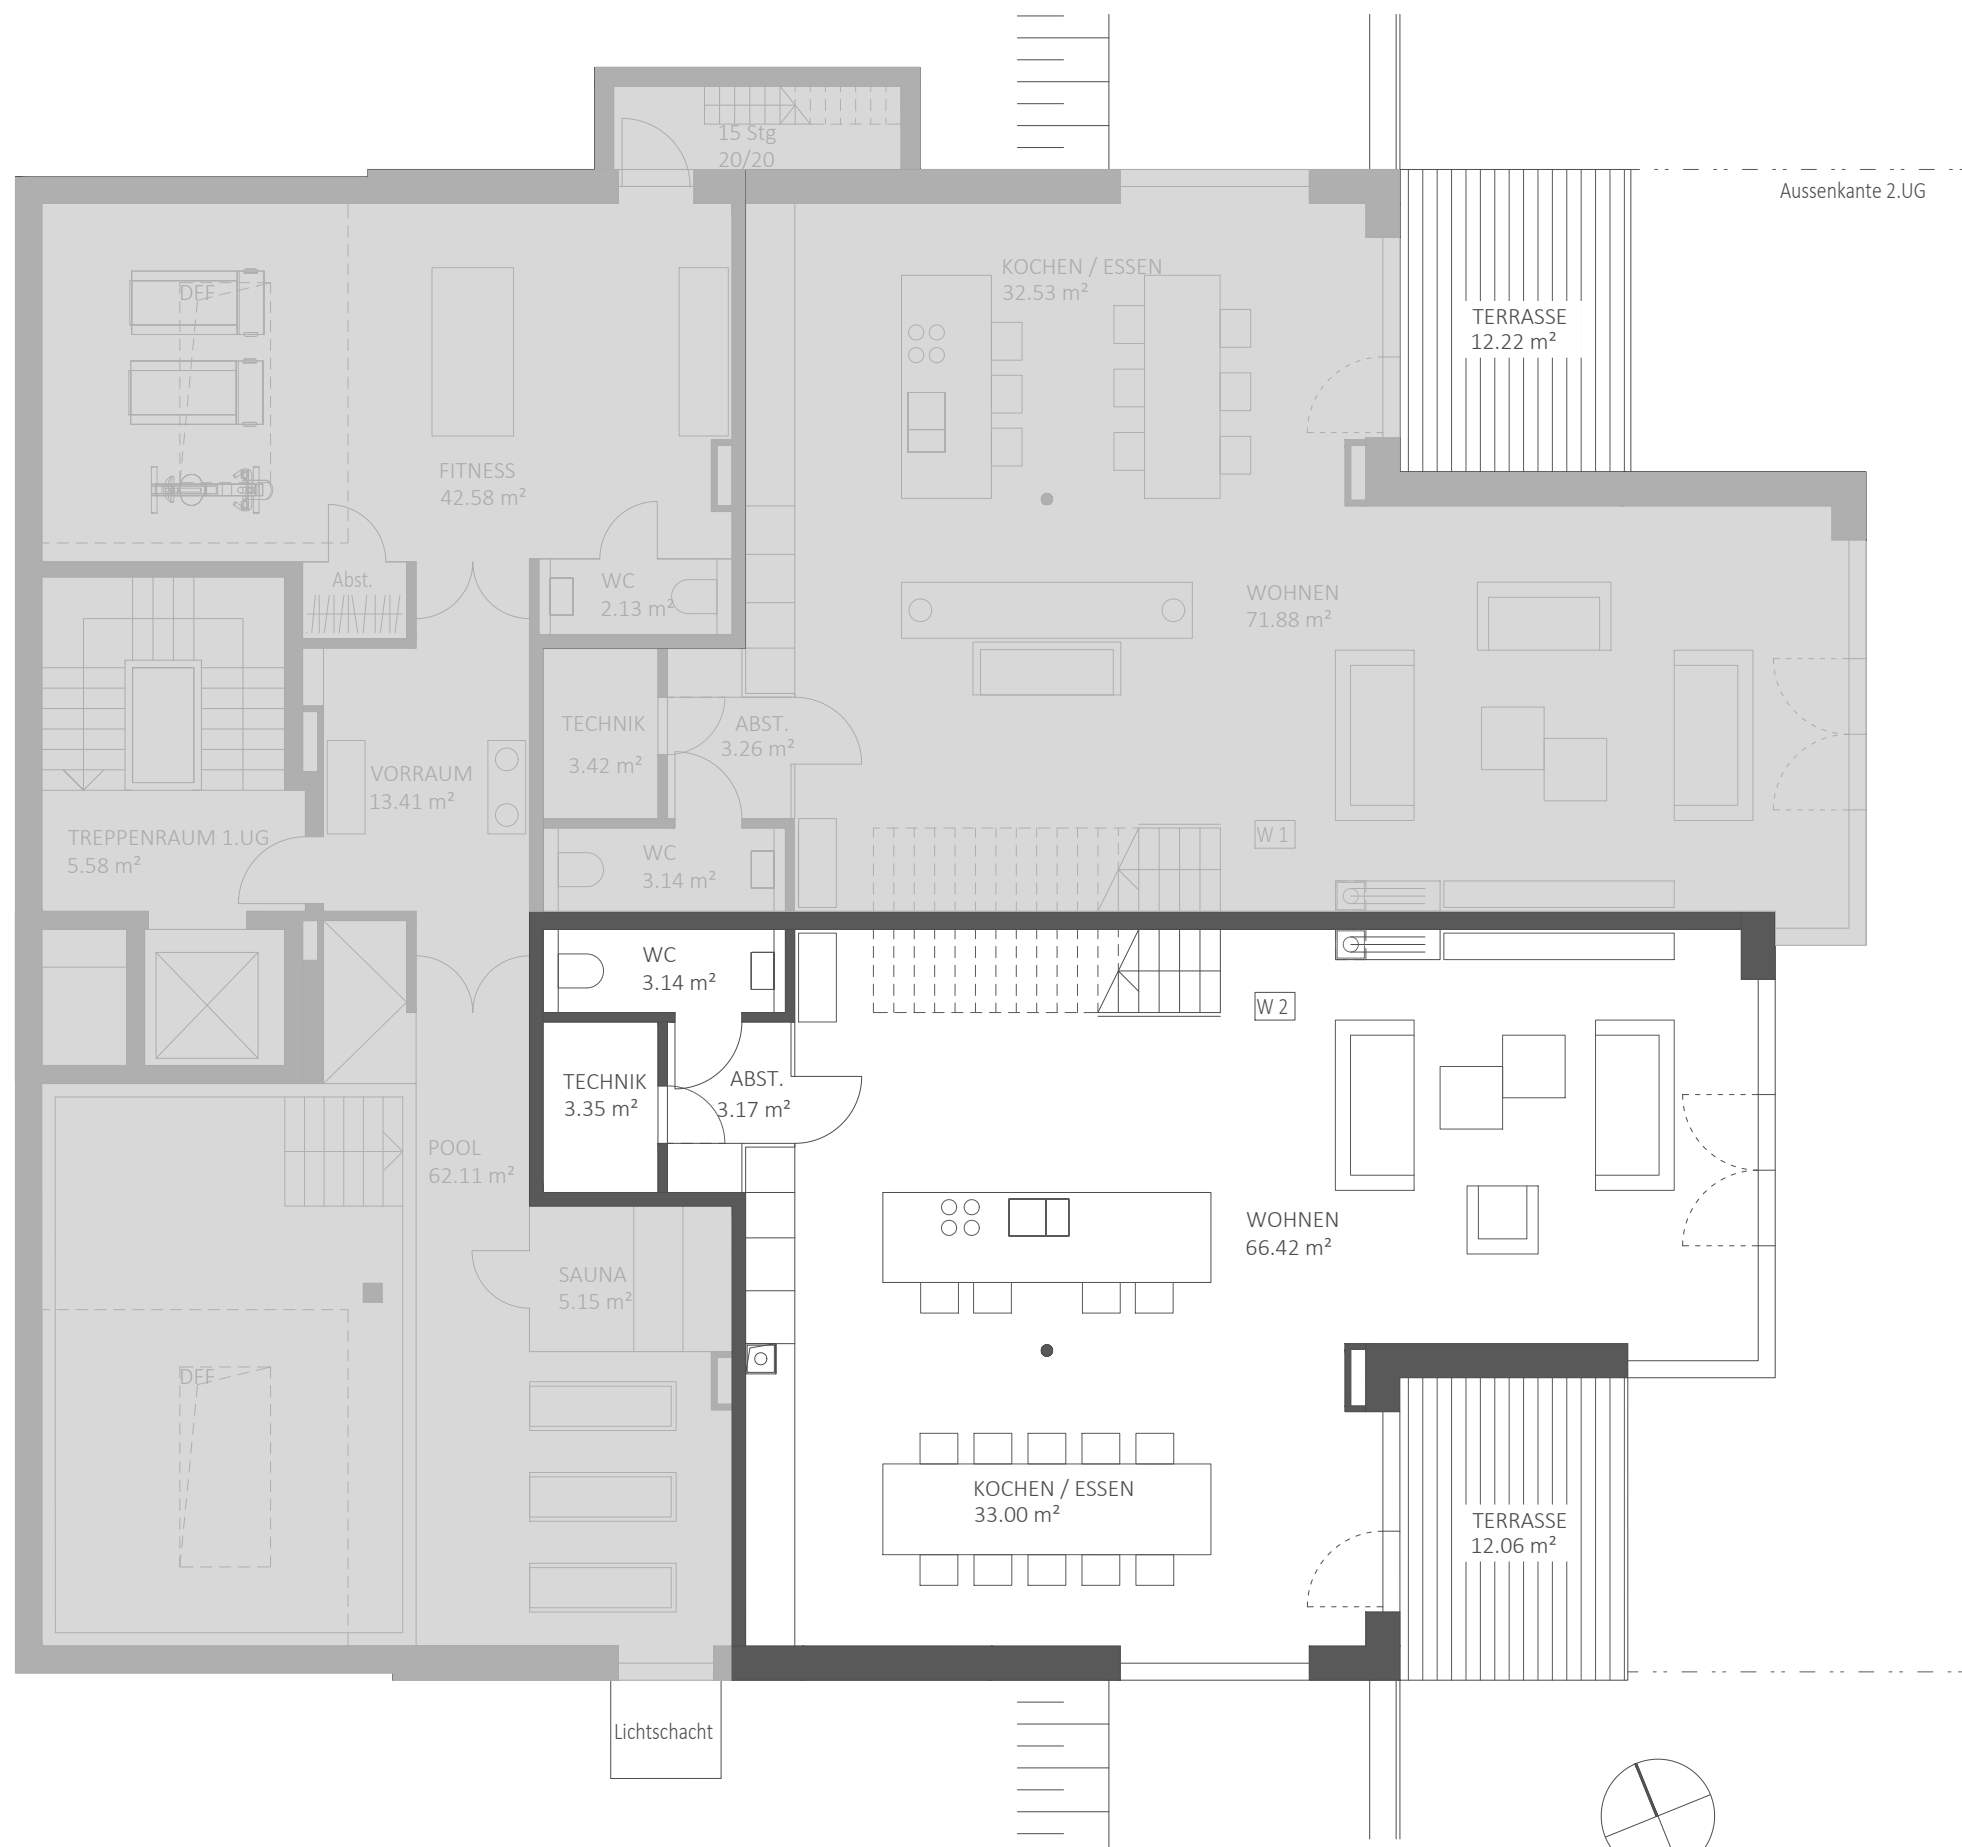 15 Stg
20/20
Aussenkante 2.UG
KOCHEN / ESSEN
32.53 m²
DFF
TERRASSE
12.22 m²
FITNESS
42.58 m²
Abst.
WC
2.13 m²
WOHNEN
71.88 m²
TECHNIK
3.42 m²
ABST.
3.26 m²
VORRAUM
13.41 m²
TREPPENRAUM 1.UG
5.58 m²
W 1
WC
3.14 m²
WC
3.14 m²
W 2
TECHNIK
3.35 m²
ABST.
3.17 m²
POOL
62.11 m²
WOHNEN
66.42 m²
SAUNA
5.15 m²
DFF
KOCHEN / ESSEN
33.00 m²
TERRASSE
12.06 m²
Lichtschacht